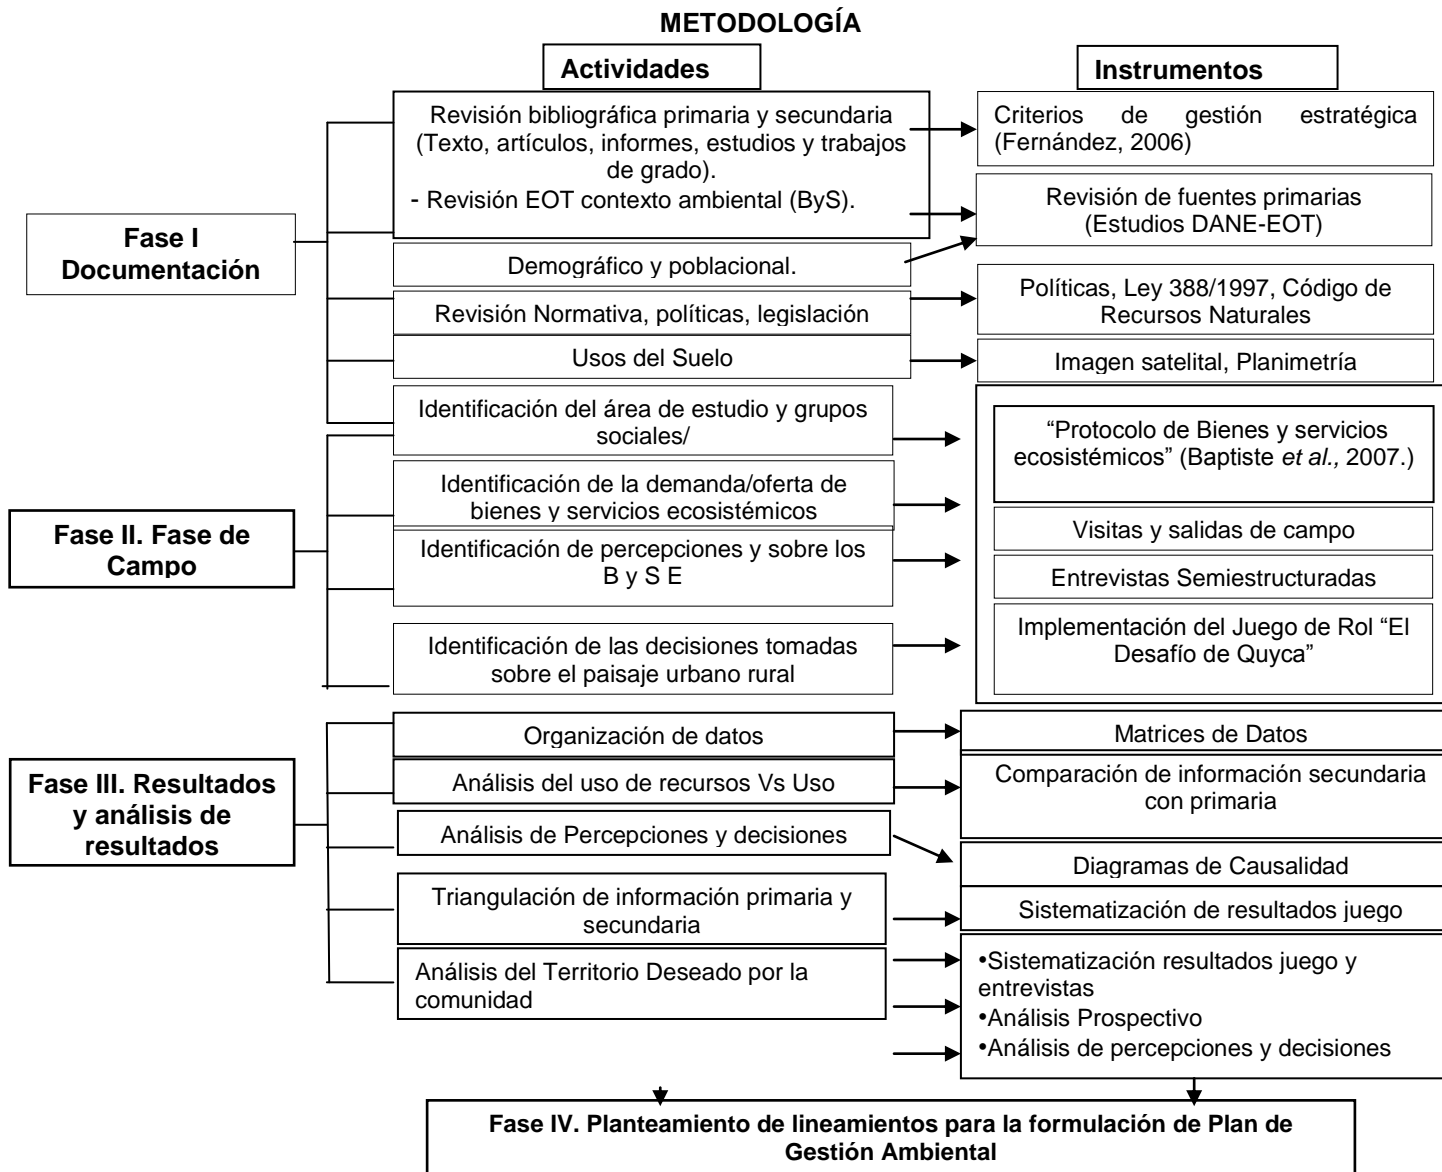 METODOLOGÍA
Actividades
Instrumentos
Fase I
Documentación
Revisión bibliográfica primaria y secundaria
(Texto, artículos, informes, estudios y trabajos
de grado).
- Revisión EOT contexto ambiental (ByS).
Criterios de gestión estratégica
(Fernández, 2006)
Revisión de fuentes primarias
(Estudios DANE-EOT)
Demográfico y poblacional.
Revisión Normativa, políticas, legislación
Políticas, Ley 388/1997, Código de
Recursos Naturales
Usos del Suelo
Imagen satelital, Planimetría
Fase II. Fase de
Campo
Identificación del área de estudio y grupos
sociales/
Identificación de la demanda/oferta de
bienes y servicios ecosistémicos
Identificación de percepciones y sobre los
B y S E
Identificación de las decisiones tomadas
sobre el paisaje urbano rural
“Protocolo de Bienes y servicios
ecosistémicos” (Baptiste et al., 2007.)
Visitas y salidas de campo
Entrevistas Semiestructuradas
Implementación del Juego de Rol “El
Desafío de Quyca”
Fase III. Resultados
y análisis de
resultados
Organización de datos
Matrices de Datos
Análisis del uso de recursos Vs Uso
Comparación de información secundaria
con primaria
Análisis de Percepciones y decisiones
Diagramas de Causalidad
Triangulación de información primaria y
secundaria
Sistematización de resultados juego
Análisis del Territorio Deseado por la
comunidad
•Sistematización resultados juego y
entrevistas
•Análisis Prospectivo
•Análisis de percepciones y decisiones
Fase IV. Planteamiento de lineamientos para la formulación de Plan de
Gestión Ambiental